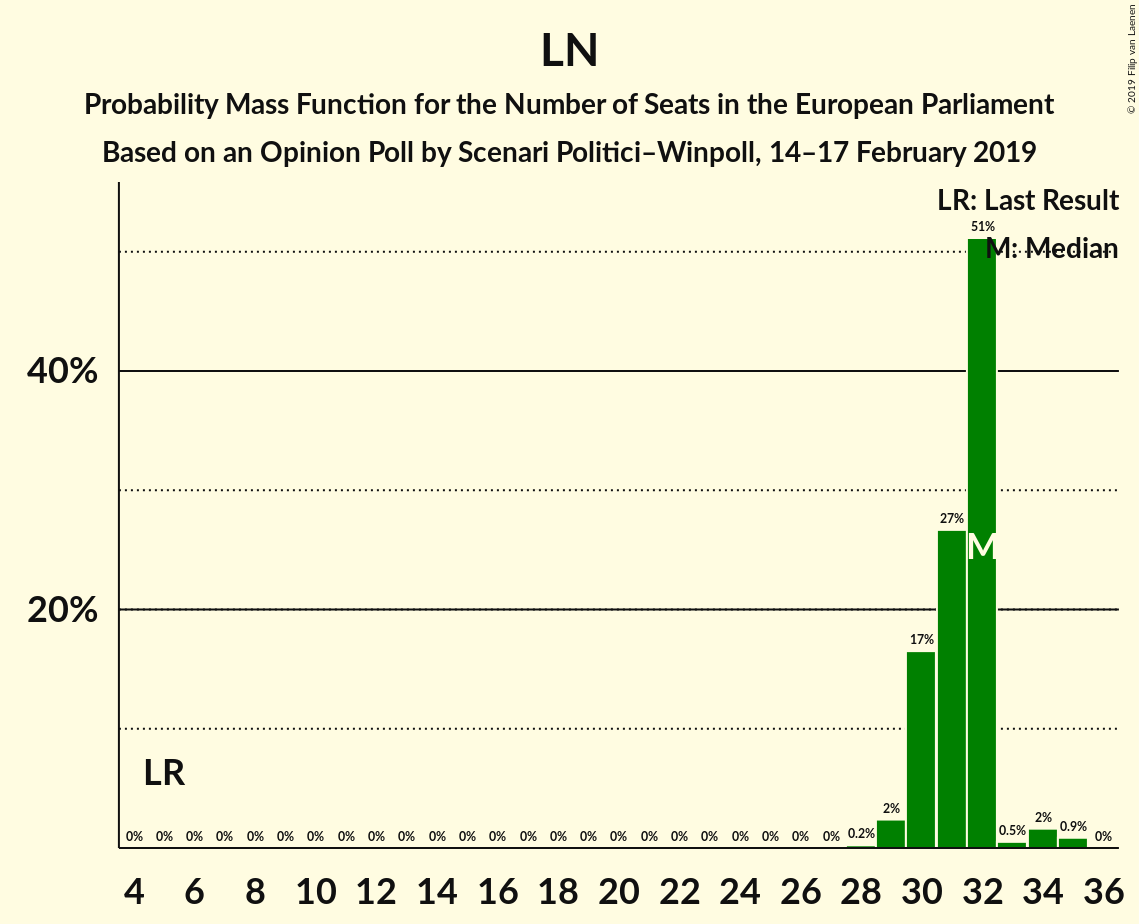 LN
Probability Mass Function for the Number of Seats in the European Parliament
Based on an Opinion Poll by Scenari Politici–Winpoll, 14–17 February 2019
© 2019 Filip van Laenen
LR: Last Result
M: Median
40%
20%
LR
M
0% 0% 0% 0% 0% 0% 0% 0% 0% 0% 0% 0% 0% 0% 0% 0% 0% 0% 0% 0% 0% 0% 0% 0% 0.2% 2% 17% 27% 51% 0.5% 2% 0.9% 0%
4 6 8 10 12 14 16 18 20 22 24 26 28 30 32 34 36